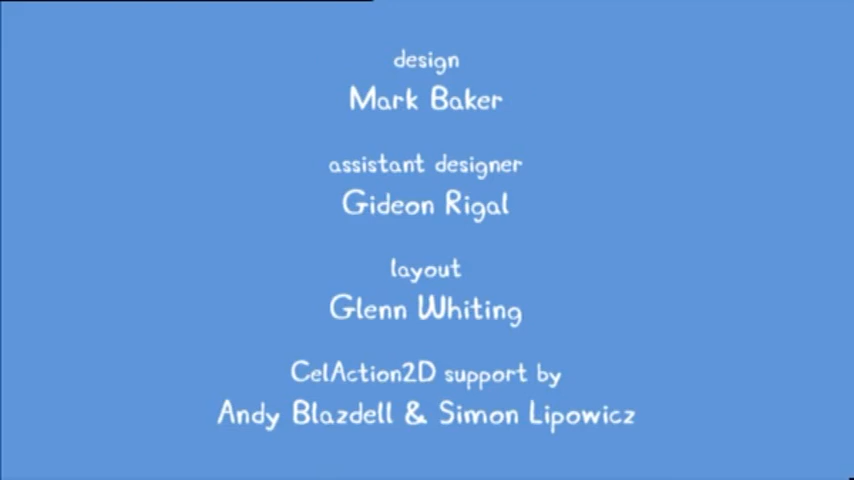 design
Mark Baker
assistant designer
Gideon Rigal
layout
Glenn Whiting
CelAction2D support by
Andy Blazdell & Simon Lipowicz